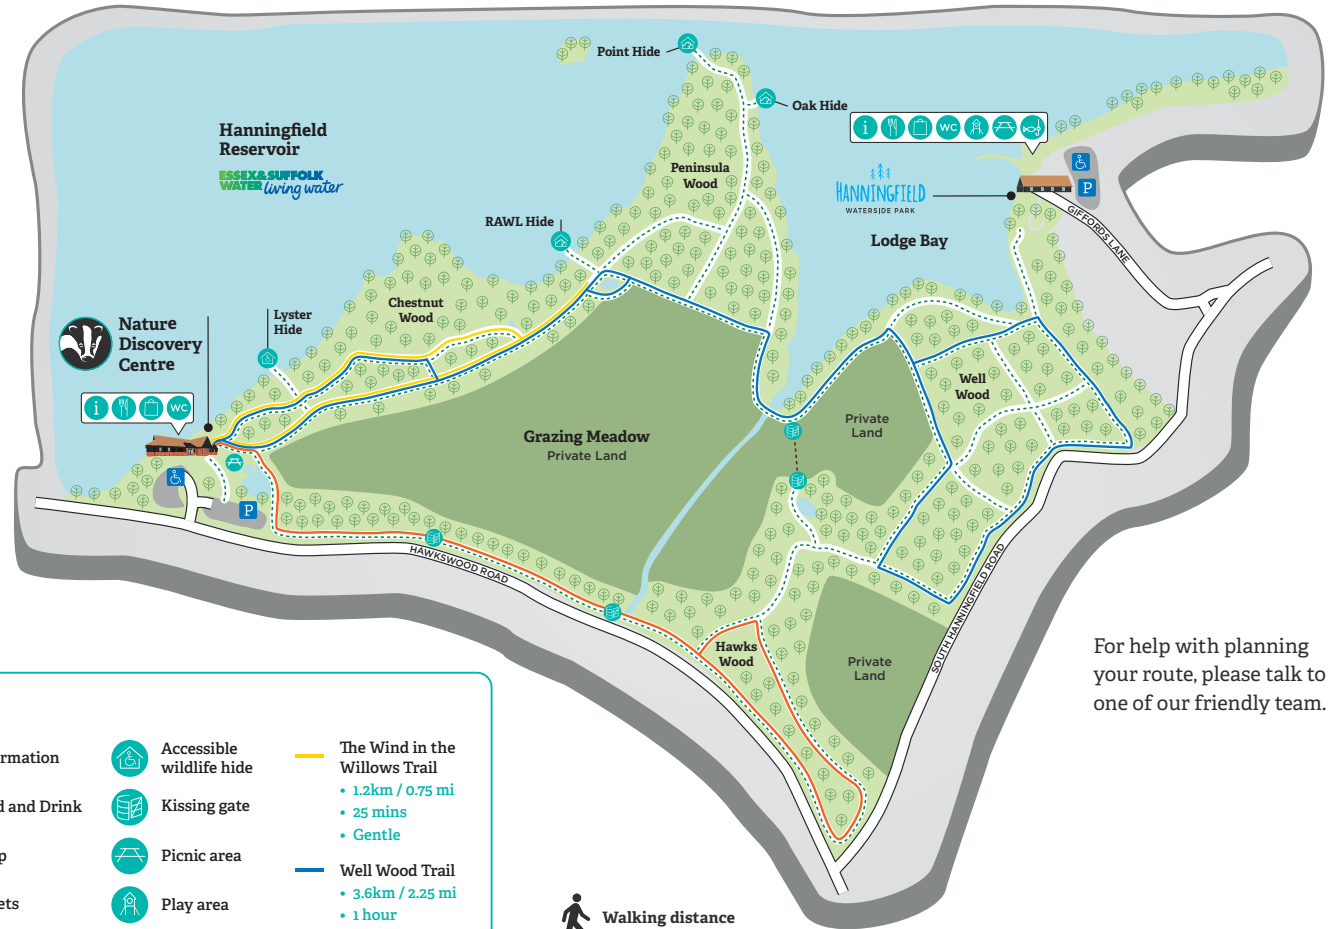 Point Hide
Oak Hide
Hanningfield
Reservoir
ESSEX&SUFFOLK
WATER living water
Peninsula
Wood
i
WC
P
HANNINGFIELD
WATERSIDE PARK
GIFFORDS LANE
RAWL Hide
Lodge Bay
Chestnut
Wood
Lyster
Hide
Nature
Discovery
Centre
i
WC
Well
Wood
Private
Land
Grazing Meadow
Private Land
P
HAWKSWOOD ROAD
SOUTH HANNINGFIELD ROAD
Hawks
Wood
Private
Land
For help with planning
your route, please talk to
one of our friendly team.
rmation
d and Drink
p
ets
Accessible
wildlife hide
Kissing gate
Picnic area
Play area
The Wind in the
Willows Trail
• 1.2km / 0.75 mi
• 25 mins
• Gentle
Well Wood Trail
• 3.6km / 2.25 mi
• 1 hour
Walking distance